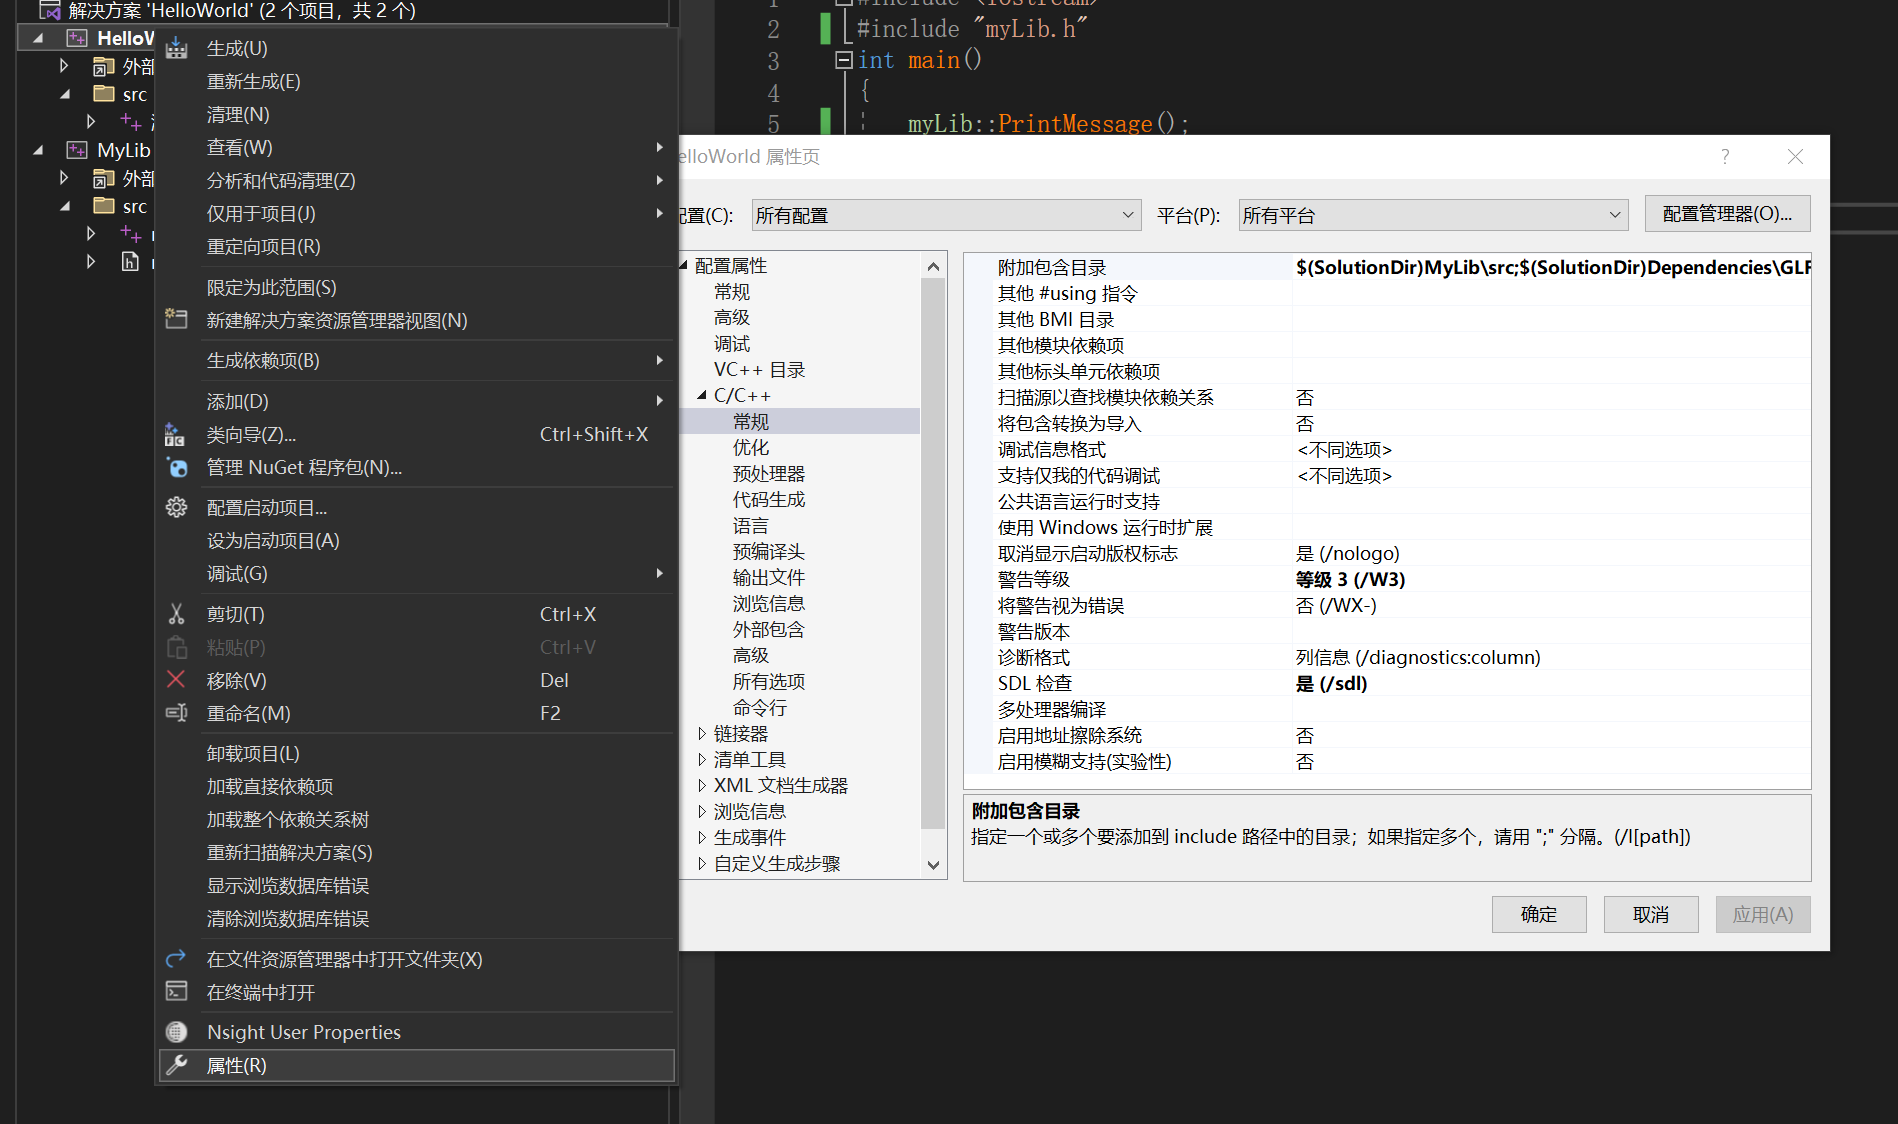 解决方案 'HelloWorld' (2 个项目，共 2 个)
HelloW
外部
src
MyLib
外部
src
生成(U)
重新生成(E)
清理(N)
查看(W)
分析和代码清理(Z)
仅用于项目(J)
重定向项目(R)
限定为此范围(S)
新建解决方案资源管理器视图(N)
生成依赖项(B)
添加(D)
类向导(Z)... Ctrl+Shift+X
管理 NuGet 程序包(N)...
配置启动项目...
设为启动项目(A)
调试(G)
剪切(T) Ctrl+X
粘贴(P) Ctrl+V
移除(V) Del
重命名(M) F2
卸载项目(L)
加载直接依赖项
加载整个依赖关系树
重新扫描解决方案(S)
显示浏览数据库错误
清除浏览数据库错误
在文件资源管理器中打开文件夹(X)
在终端中打开
Nsight User Properties
属性(R)
1 #include <iostream>
2 #include "myLib.h"
3 int main()
4 {
5 myLib::PrintMessage();
elloWorld 属性页
配置(C): 所有配置 平台(P): 所有平台 配置管理器(O)...
配置属性
常规
高级
调试
VC++ 目录
C/C++
常规
优化
预处理器
代码生成
语言
预编译头
输出文件
浏览信息
外部包含
高级
所有选项
命令行
链接器
清单工具
XML 文档生成器
浏览信息
生成事件
自定义生成步骤
附加包含目录 $(SolutionDir)MyLib\src;$(SolutionDir)Dependencies\GLF
其他 #using 指令
其他 BMI 目录
其他模块依赖项
其他标头单元依赖项
扫描源以查找模块依赖关系 否
将包含转换为导入 否
调试信息格式 <不同选项>
支持仅我的代码调试 <不同选项>
公共语言运行时支持
使用 Windows 运行时扩展
取消显示启动版权标志 是 (/nologo)
警告等级 等级 3 (/W3)
将警告视为错误 否 (/WX-)
警告版本
诊断格式 列信息 (/diagnostics:column)
SDL 检查 是 (/sdl)
多处理器编译
启用地址擦除系统 否
启用模糊支持(实验性) 否
附加包含目录
指定一个或多个要添加到 include 路径中的目录；如果指定多个，请用 ";" 分隔。(/I[path])
确定 取消 应用(A)